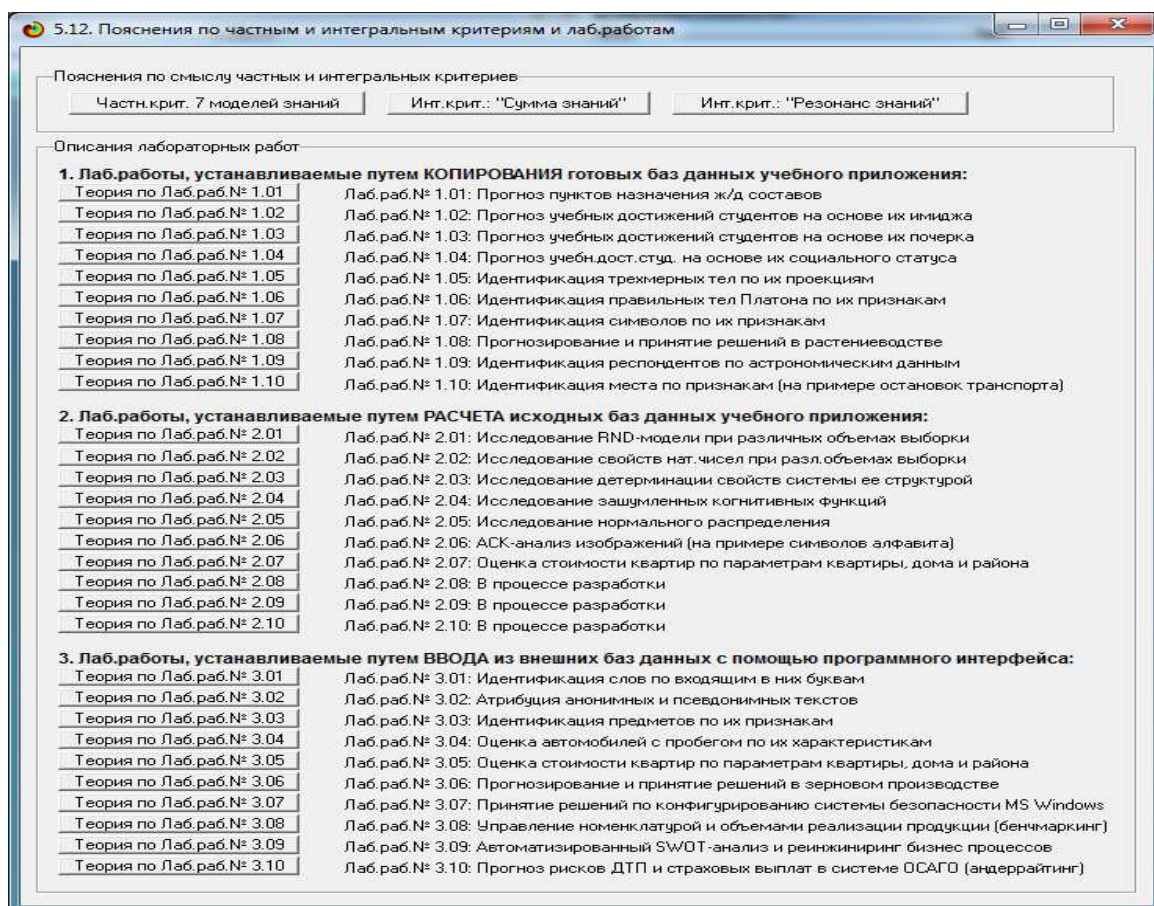 5.12. Пояснения по частным и интегральным критериям и лаб.работам
Пояснения по смыслу частных и интегральных критериев
Частн.крит. 7 моделей знаний Инт.крит.: "Сумма знаний" Инт.крит.: "Резонанс знаний"
Описания лабораторных работ
1. Лаб.работы, устанавливаемые путем КОПИРОВАНИЯ готовых баз данных учебного приложения:
Теория по Лаб.раб.№ 1.01 Лаб.раб.№ 1.01: Прогноз пунктов назначения ж/д составов
Теория по Лаб.раб.№ 1.02 Лаб.раб.№ 1.02: Прогноз учебных достижений студентов на основе их имиджа
Теория по Лаб.раб.№ 1.03 Лаб.раб.№ 1.03: Прогноз учебных достижений студентов на основе их почерка
Теория по Лаб.раб.№ 1.04 Лаб.раб.№ 1.04: Прогноз учебн.дост.студ. на основе их социального статуса
Теория по Лаб.раб.№ 1.05 Лаб.раб.№ 1.05: Идентификация трехмерных тел по их проекциям
Теория по Лаб.раб.№ 1.06 Лаб.раб.№ 1.06: Идентификация правильных тел Платона по их признакам
Теория по Лаб.раб.№ 1.07 Лаб.раб.№ 1.07: Идентификация символов по их признакам
Теория по Лаб.раб.№ 1.08 Лаб.раб.№ 1.08: Прогнозирование и принятие решений в растениеводстве
Теория по Лаб.раб.№ 1.09 Лаб.раб.№ 1.09: Идентификация респондентов по астрономическим данным
Теория по Лаб.раб.№ 1.10 Лаб.раб.№ 1.10: Идентификация места по признакам (на примере остановок транспорта)
2. Лаб.работы, устанавливаемые путем РАСЧЕТА исходных баз данных учебного приложения:
Теория по Лаб.раб.№ 2.01 Лаб.раб.№ 2.01: Исследование RND-модели при различных объемах выборки
Теория по Лаб.раб.№ 2.02 Лаб.раб.№ 2.02: Исследование свойств нат.чисел при разл.объемах выборки
Теория по Лаб.раб.№ 2.03 Лаб.раб.№ 2.03: Исследование детерминации свойств системы ее структурой
Теория по Лаб.раб.№ 2.04 Лаб.раб.№ 2.04: Исследование зашумленных когнитивных функций
Теория по Лаб.раб.№ 2.05 Лаб.раб.№ 2.05: Исследование нормального распределения
Теория по Лаб.раб.№ 2.06 Лаб.раб.№ 2.06: АСК-анализ изображений (на примере символов алфавита)
Теория по Лаб.раб.№ 2.07 Лаб.раб.№ 2.07: Оценка стоимости квартир по параметрам квартиры, дома и района
Теория по Лаб.раб.№ 2.08 Лаб.раб.№ 2.08: В процессе разработки
Теория по Лаб.раб.№ 2.09 Лаб.раб.№ 2.09: В процессе разработки
Теория по Лаб.раб.№ 2.10 Лаб.раб.№ 2.10: В процессе разработки
3. Лаб.работы, устанавливаемые путем ВВОДА из внешних баз данных с помощью программного интерфейса:
Теория по Лаб.раб.№ 3.01 Лаб.раб.№ 3.01: Идентификация слов по входящим в них буквам
Теория по Лаб.раб.№ 3.02 Лаб.раб.№ 3.02: Атрибуция анонимных и псевдонимных текстов
Теория по Лаб.раб.№ 3.03 Лаб.раб.№ 3.03: Идентификация предметов по их признакам
Теория по Лаб.раб.№ 3.04 Лаб.раб.№ 3.04: Оценка автомобилей с пробегом по их характеристикам
Теория по Лаб.раб.№ 3.05 Лаб.раб.№ 3.05: Оценка стоимости квартир по параметрам квартиры, дома и района
Теория по Лаб.раб.№ 3.06 Лаб.раб.№ 3.06: Прогнозирование и принятие решений в зерновом производстве
Теория по Лаб.раб.№ 3.07 Лаб.раб.№ 3.07: Принятие решений по конфигурированию системы безопасности MS Windows
Теория по Лаб.раб.№ 3.08 Лаб.раб.№ 3.08: Управление номенклатурой и объемами реализации продукции (бенчмаркинг)
Теория по Лаб.раб.№ 3.09 Лаб.раб.№ 3.09: Автоматизированный SWOT-анализ и реинжиниринг бизнес процессов
Теория по Лаб.раб.№ 3.10 Лаб.раб.№ 3.10: Прогноз рисков ДТП и страховых выплат в системе ОСАГО (андеррайтинг)